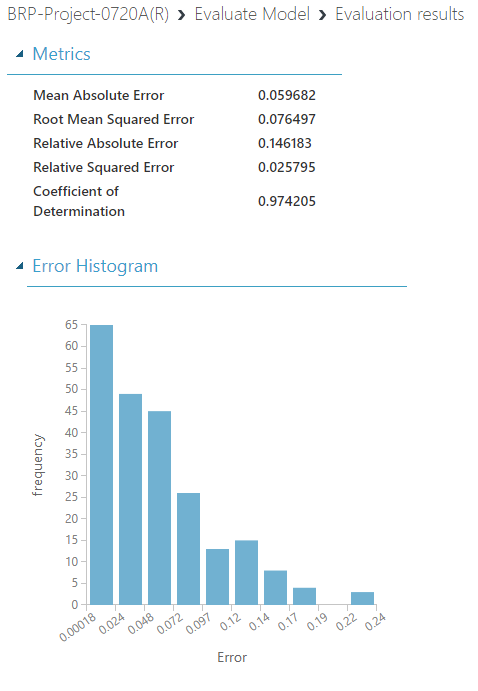 BRP-Project-0720A(R) ❯ Evaluate Model ❯ Evaluation results
Metrics
Mean Absolute Error 0.059682
Root Mean Squared Error 0.076497
Relative Absolute Error 0.146183
Relative Squared Error 0.025795
Coefficient of
Determination 0.974205
Error Histogram
65
60
55
50
45
40
35
30
25
20
15
10
5
0
frequency
0.00018 0.024 0.048 0.072 0.097 0.12 0.14 0.17 0.19 0.22 0.24
Error